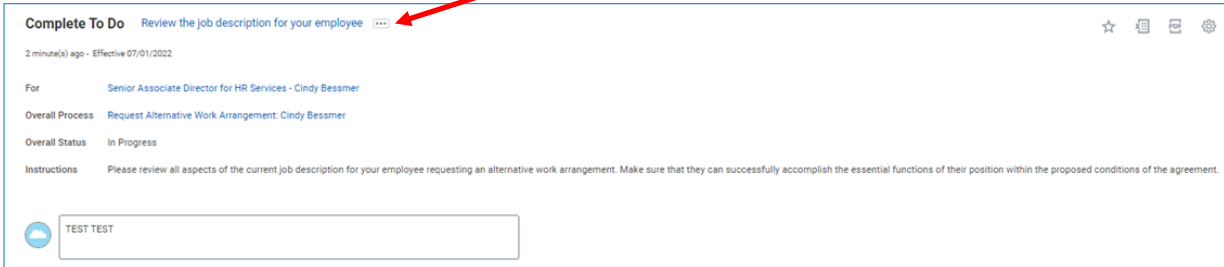 Complete To Do Review the job description for your employee
2 minute(s) ago - Effective 07/01/2022
For Senior Associate Director for HR Services - Cindy Bessmer
Overall Process Request Alternative Work Arrangement: Cindy Bessmer
Overall Status In Progress
Instructions Please review all aspects of the current job description for your employee requesting an alternative work arrangement. Make sure that they can successfully accomplish the essential functions of their position within the proposed conditions of the agreement.
TEST TEST